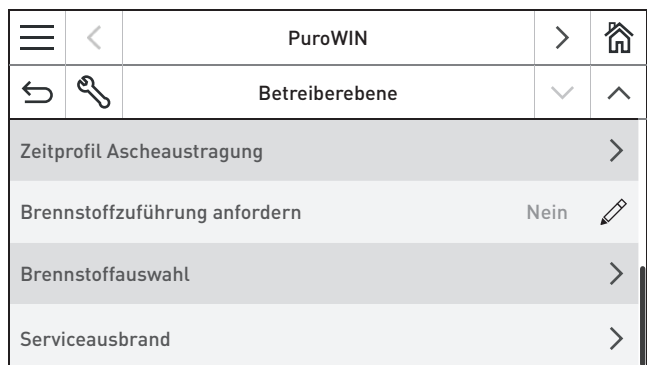 PuroWIN
Betreiberebene
Zeitprofil Ascheaustragung
Brennstoffzuführung anfordern Nein
Brennstoffauswahl
Serviceausbrand